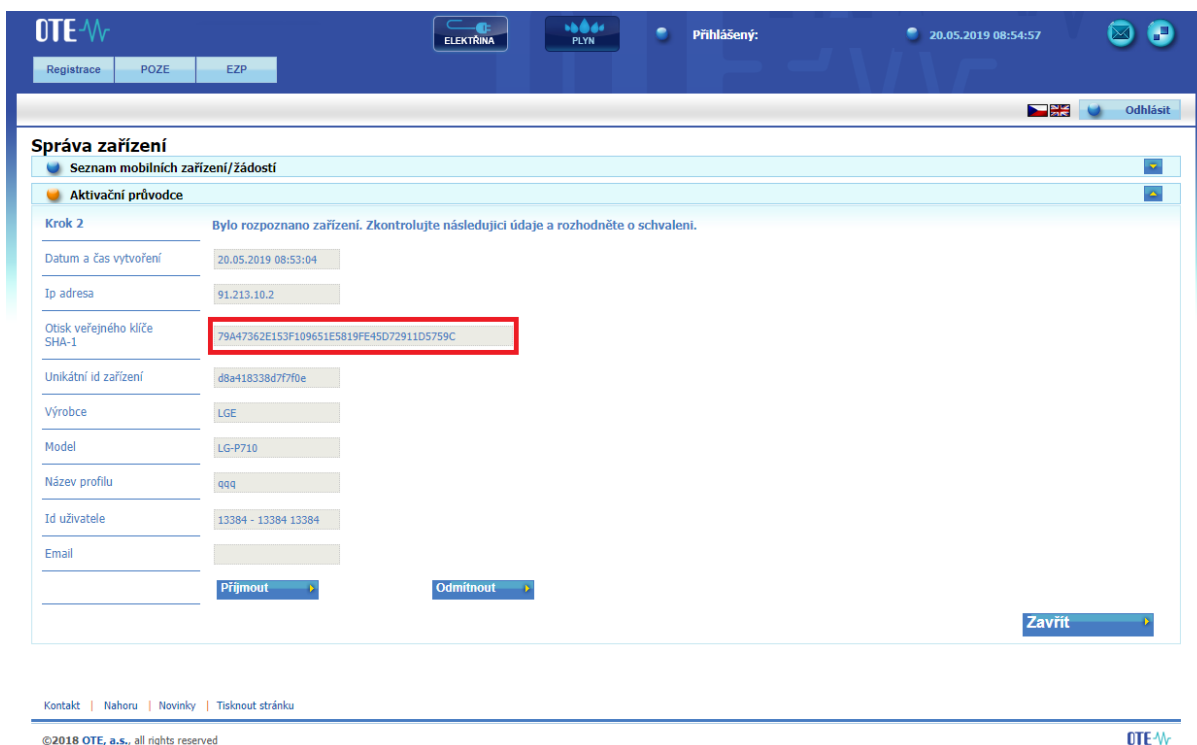 OTE
ELEKTŘINA
PLYN
Přihlášený:
20.05.2019 08:54:57
Registrace POZE EZP
Odhlásit
Správa zařízení
Seznam mobilních zařízení/žádostí
Aktivační průvodce
Krok 2 Bylo rozpoznano zařízení. Zkontrolujte následujici údaje a rozhodněte o schvaleni.
Datum a čas vytvoření 20.05.2019 08:53:04
Ip adresa 91.213.10.2
Otisk veřejného klíče
SHA-1 79A47362E153F109651E5819FE45D72911D5759C
Unikátní id zařízení d8a418338d7f7f0e
Výrobce LGE
Model LG-P710
Název profilu qqq
Id uživatele 13384 - 13384 13384
Email
Příjmout Odmítnout
Zavřít
Kontakt | Nahoru | Novinky | Tisknout stránku
©2018 OTE, a.s., all rights reserved
OTE